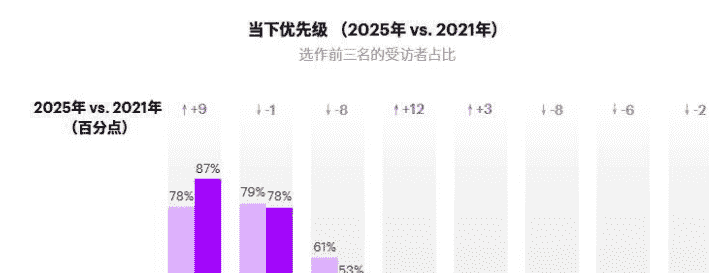 当下优先级 （2025年 vs. 2021年）
选作前三名的受访者占比
2025年 vs. 2021年 ↑+9 ↓-1 ↓-8 ↑+12 ↑+3 ↓-8 ↓-6 ↓-2
（百分点）
87%
78% 79% 78%
61%
53%